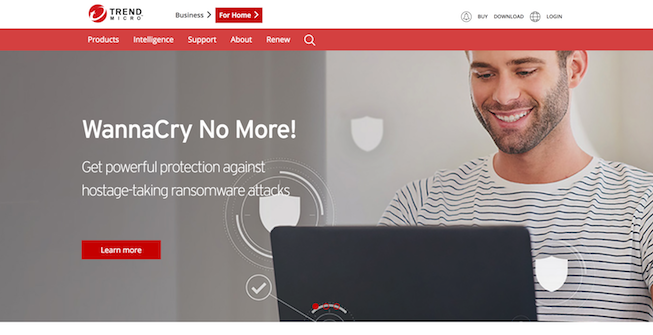 TREND
MICRO
Business
For Home
BUY
DOWNLOAD
LOGIN
Products
Intelligence
Support
About
Renew
WannaCry No More!
Get powerful protection against
hostage-taking ransomware attacks
Learn more